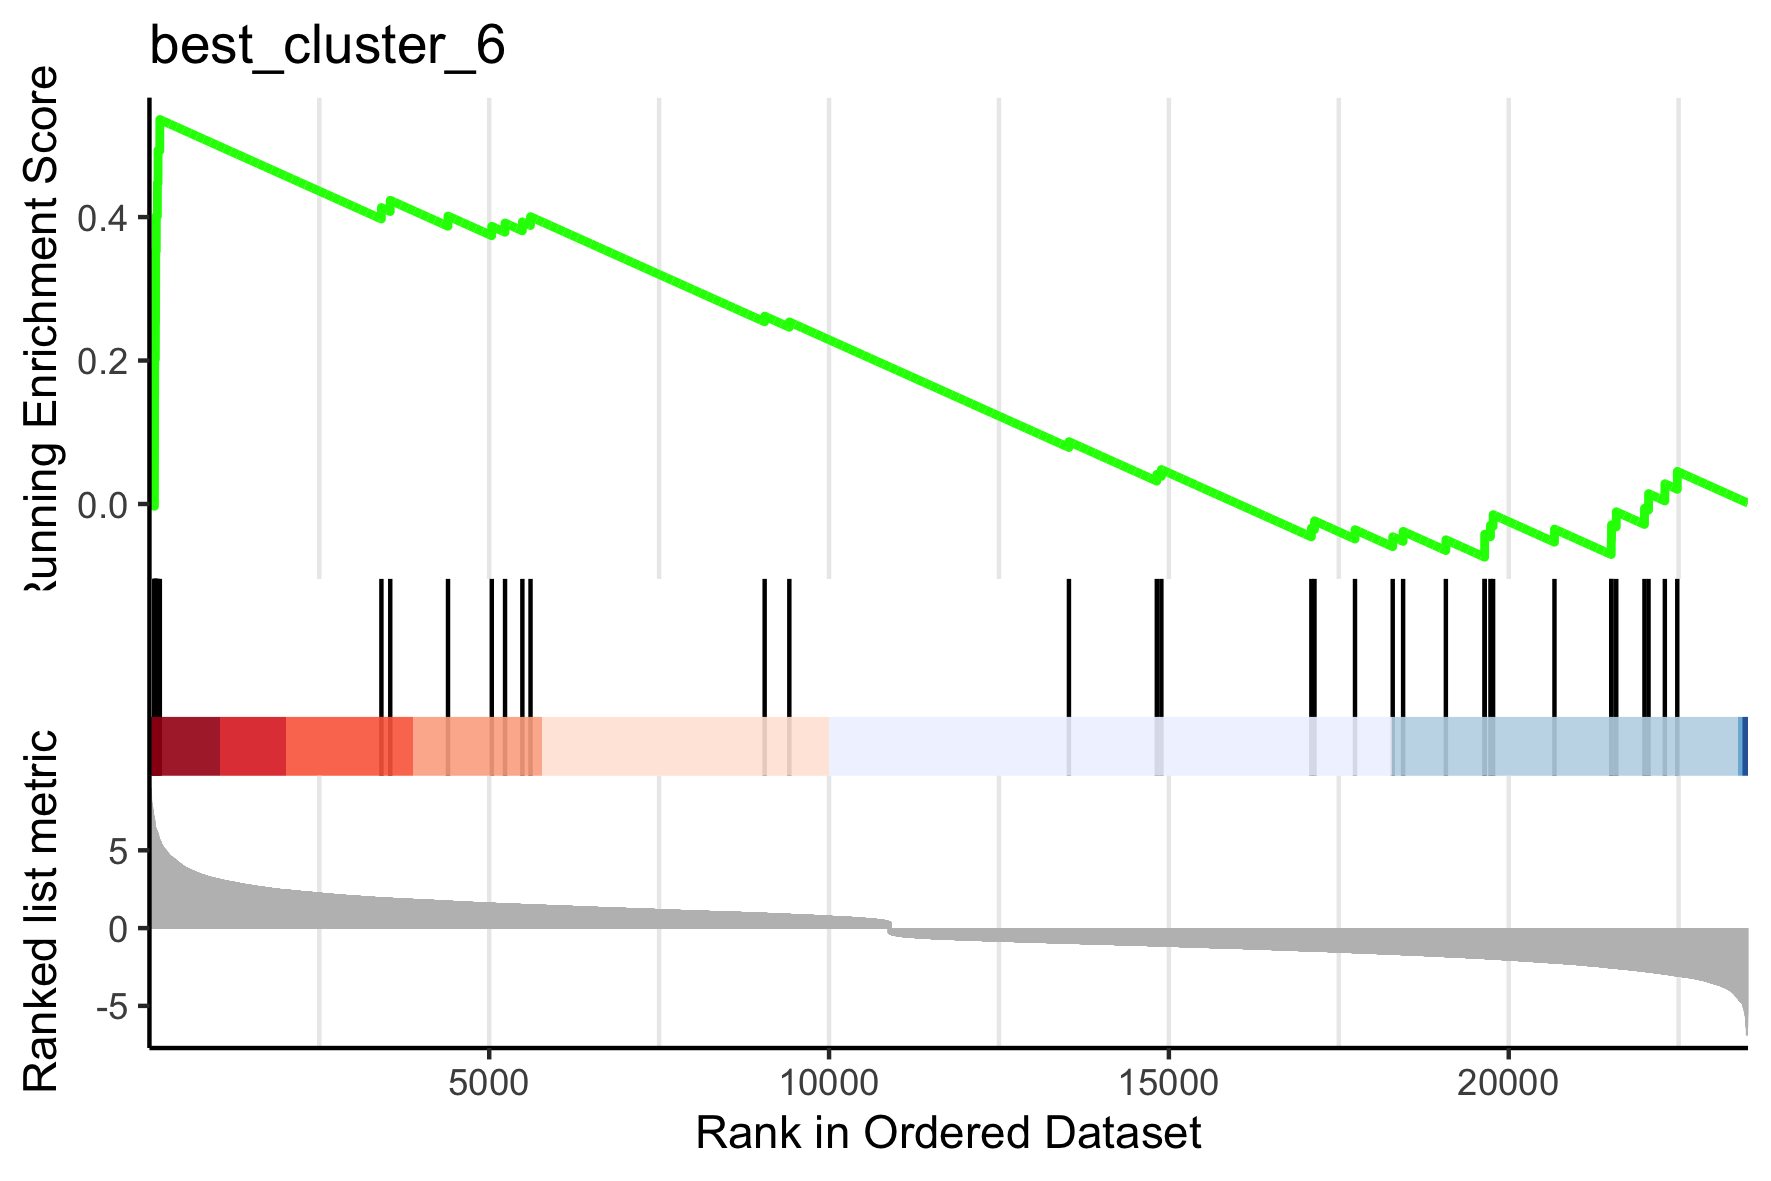 best_cluster_6
Running Enrichment Score
0.4
0.2
0.0
Ranked list metric
5
0
-5
5000
10000
15000
20000
Rank in Ordered Dataset